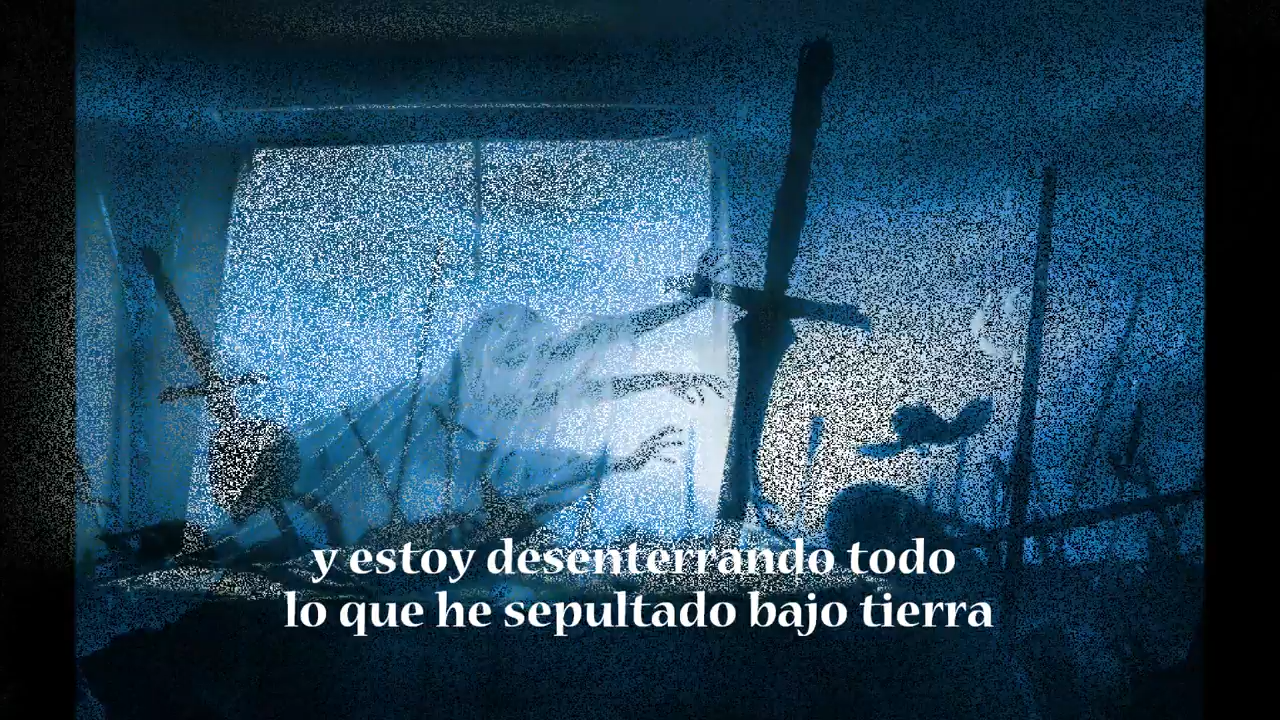 y estoy desenterrando todo
lo que he sepultado bajo tierra